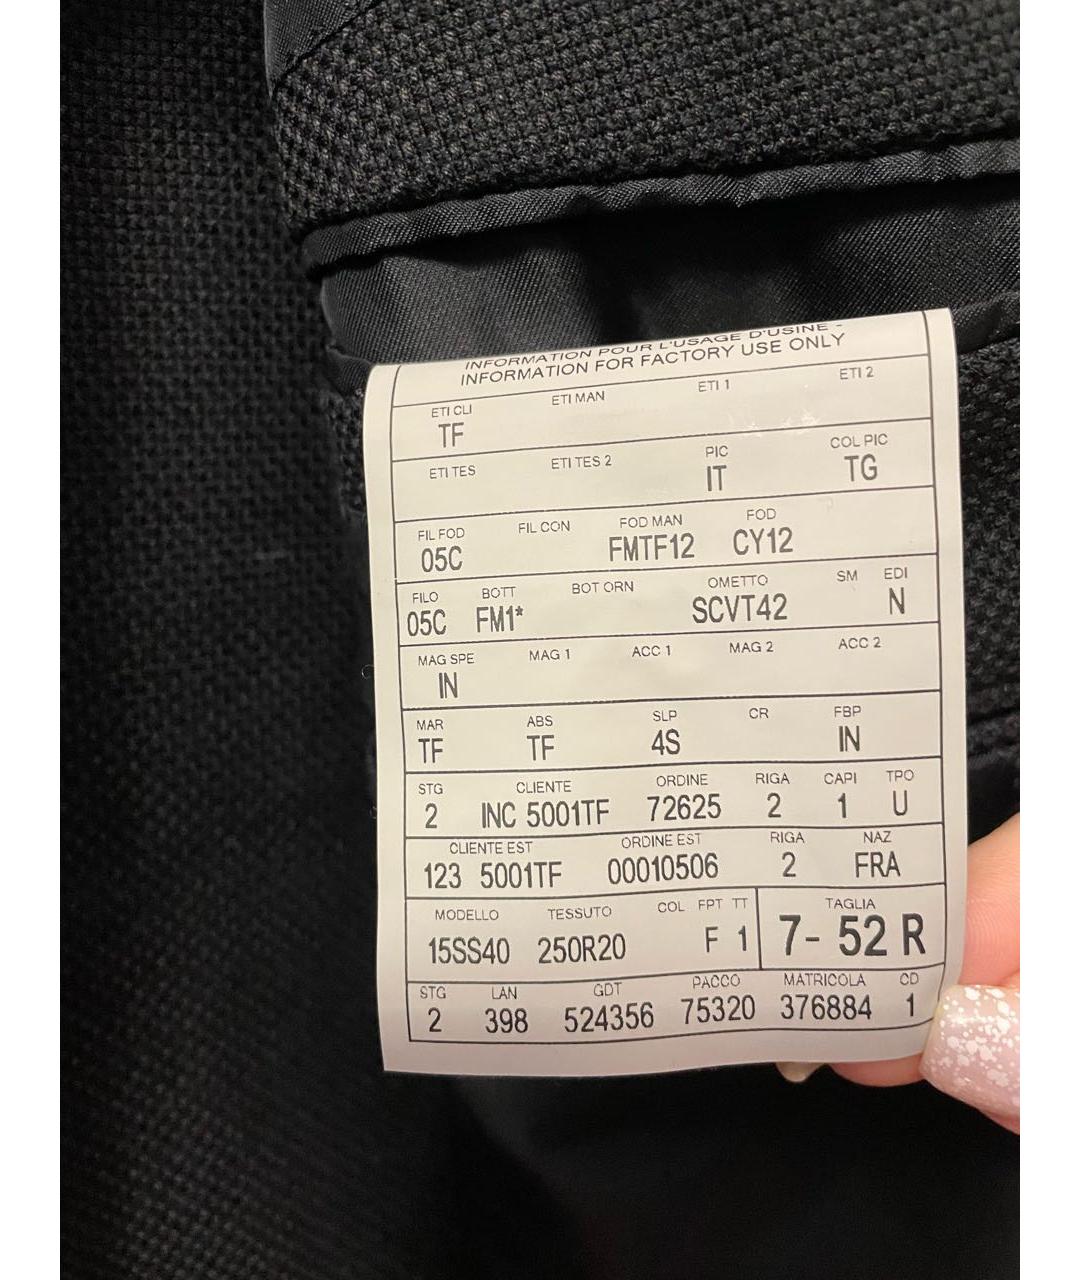 INFORMATION POUR L'USAGE D'USINE -
INFORMATION FOR FACTORY USE ONLY
ETI CLI ETI MAN ETI 1 ETI 2
TF
ETI TES ETI TES 2 PIC COL PIC
IT TG
FIL FOD FIL CON FOD MAN FOD
05C FMTF12 CY12
FILO BOTT BOT ORN OMETTO SM EDI
05C FM1* SCVT42 N
MAG SPE MAG 1 ACC 1 MAG 2 ACC 2
IN
MAR ABS SLP CR FBP
TF TF 4S IN
STG CLIENTE ORDINE RIGA CAPI TPO
2 INC 5001TF 72625 2 1 U
CLIENTE EST ORDINE EST RIGA NAZ
123 5001TF 00010506 2 FRA
MODELLO TESSUTO COL FPT TT TAGLIA
15SS40 250R20 F 1 7- 52 R
STG LAN GDT PACCO MATRICOLA CD
2 398 524356 75320 376884 1